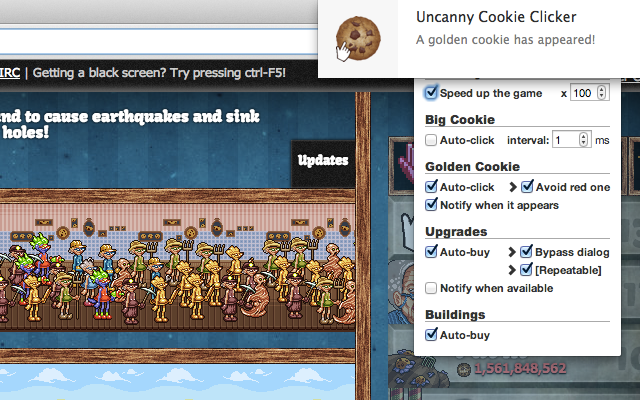 Uncanny Cookie Clicker
A golden cookie has appeared!
IRC | Getting a black screen? Try pressing ctrl-F5!
Speed up the game x 100
nd to cause earthquakes and sink
holes!
Updates
Big Cookie
Auto-click interval: 1 ms
Golden Cookie
Auto-click Avoid red one
Notify when it appears
Upgrades
Auto-buy Bypass dialog
[Repeatable]
Notify when available
Buildings
Auto-buy
1,561,848,562